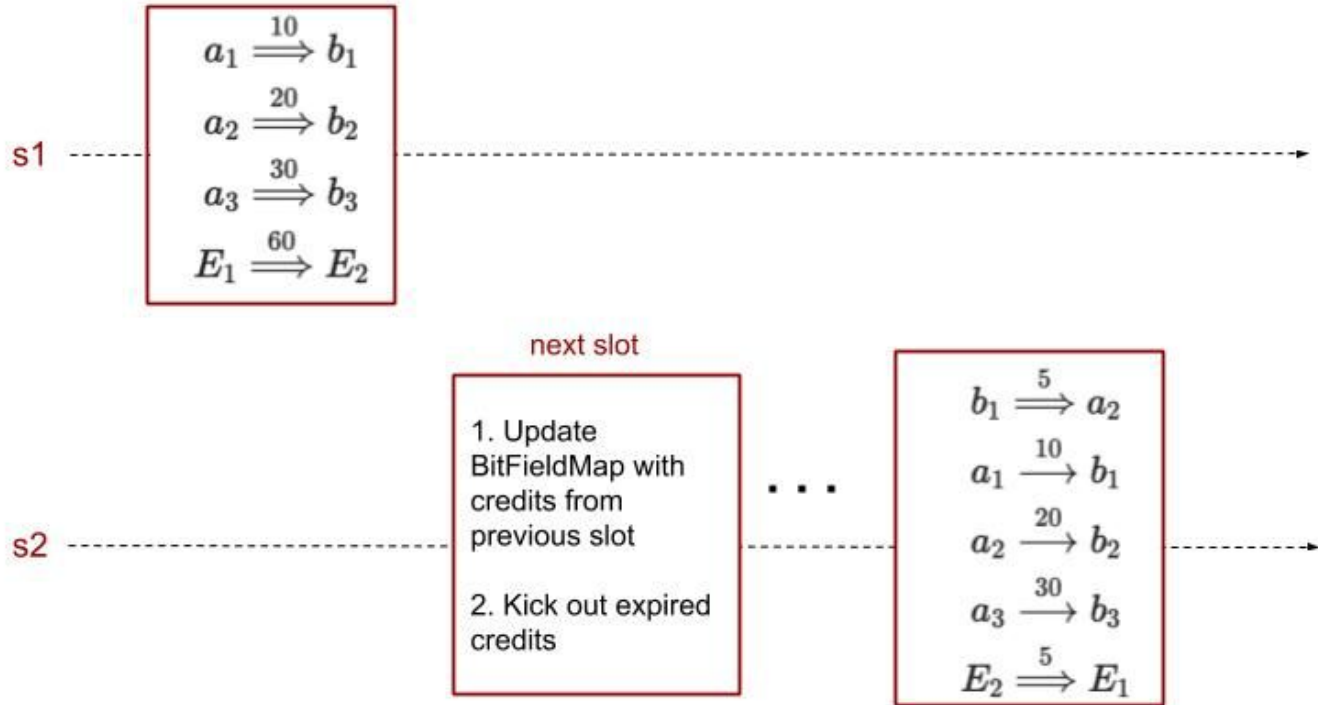 s1
a₁ ⟹¹⁰ b₁
a₂ ⟹²⁰ b₂
a₃ ⟹³⁰ b₃
E₁ ⟹⁶⁰ E₂
next slot
s2
1. Update
BitFieldMap with
credits from
previous slot
2. Kick out expired
credits
. . .
b₁ ⟹⁵ a₂
a₁ ⟶¹⁰ b₁
a₂ ⟶²⁰ b₂
a₃ ⟶³⁰ b₃
E₂ ⟹⁵ E₁